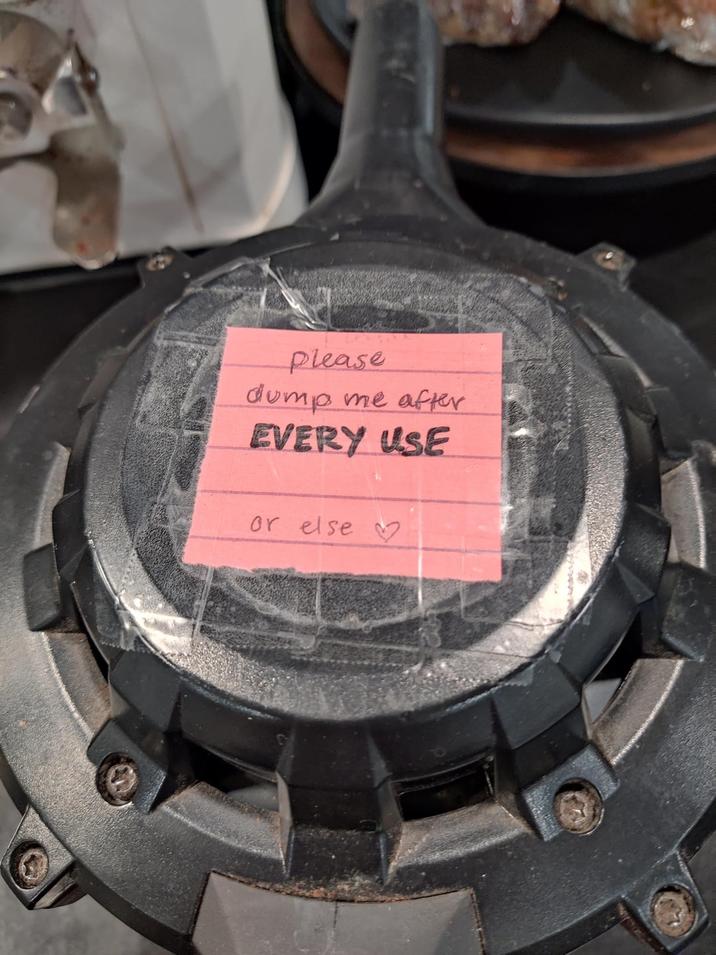 please
dump me after
EVERY USE
or else ♡